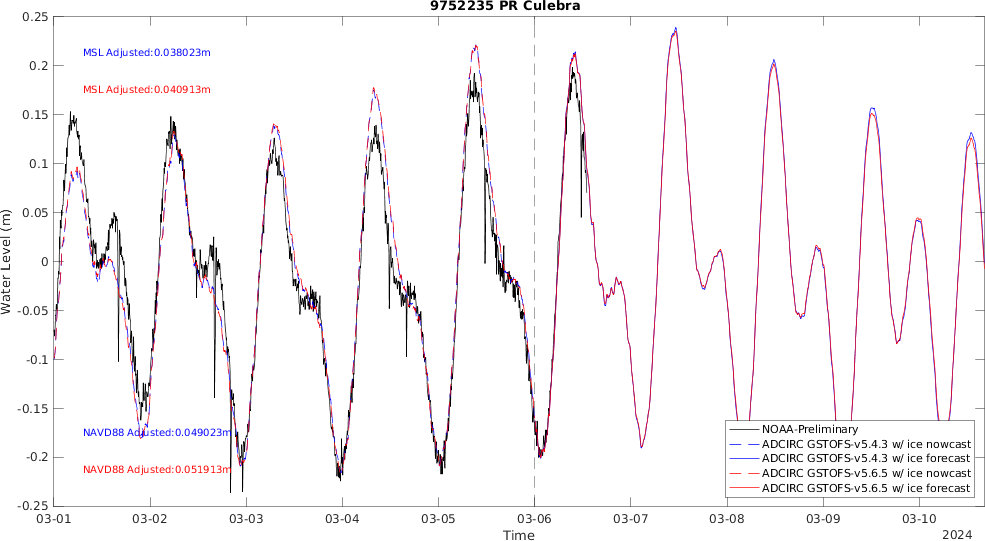 9752235 PR Culebra
0.25
0.2
0.15
0.1
0.05
0
-0.05
-0.1
-0.15
-0.2
-0.25
Water Level (m)
MSL Adjusted:0.038023m
MSL Adjusted:0.040913m
NAVD88 Adjusted:0.049023m
NAVD88 Adjusted:0.051913m
NOAA-Preliminary
ADCIRC GSTOFS-v5.4.3 w/ ice nowcast
ADCIRC GSTOFS-v5.4.3 w/ ice forecast
ADCIRC GSTOFS-v5.6.5 w/ ice nowcast
ADCIRC GSTOFS-v5.6.5 w/ ice forecast
03-01 03-02 03-03 03-04 03-05 03-06 03-07 03-08 03-09 03-10
Time
2024